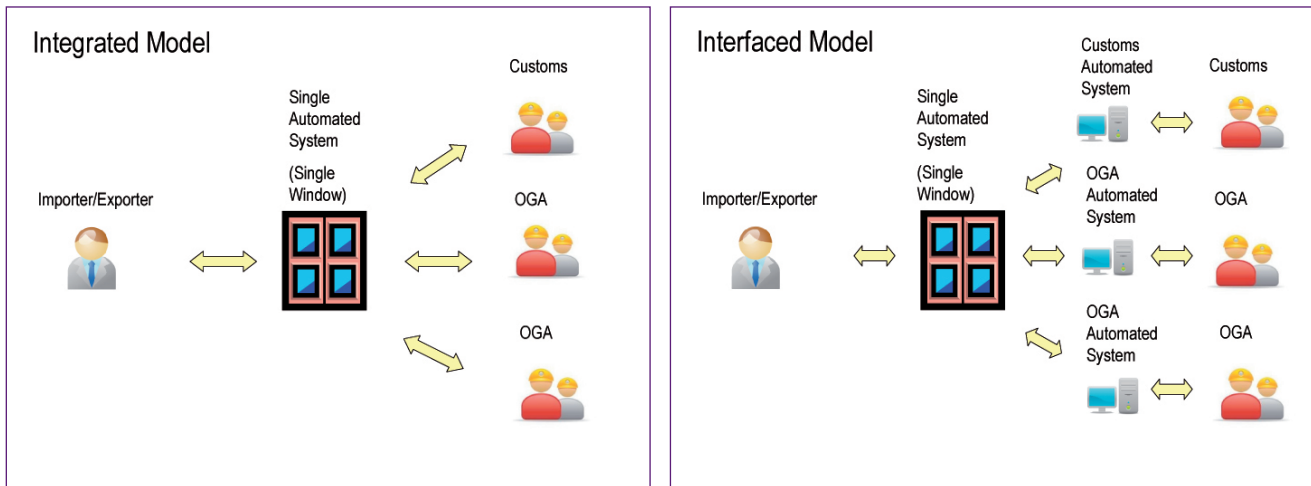 Integrated Model
Customs
Single
Automated
System
(Single
Window)
Importer/Exporter
OGA
OGA
Interfaced Model
Customs
Automated
System
Customs
Single
Automated
System
(Single
Window)
OGA
Automated
System
Importer/Exporter
OGA
OGA
Automated
System
OGA